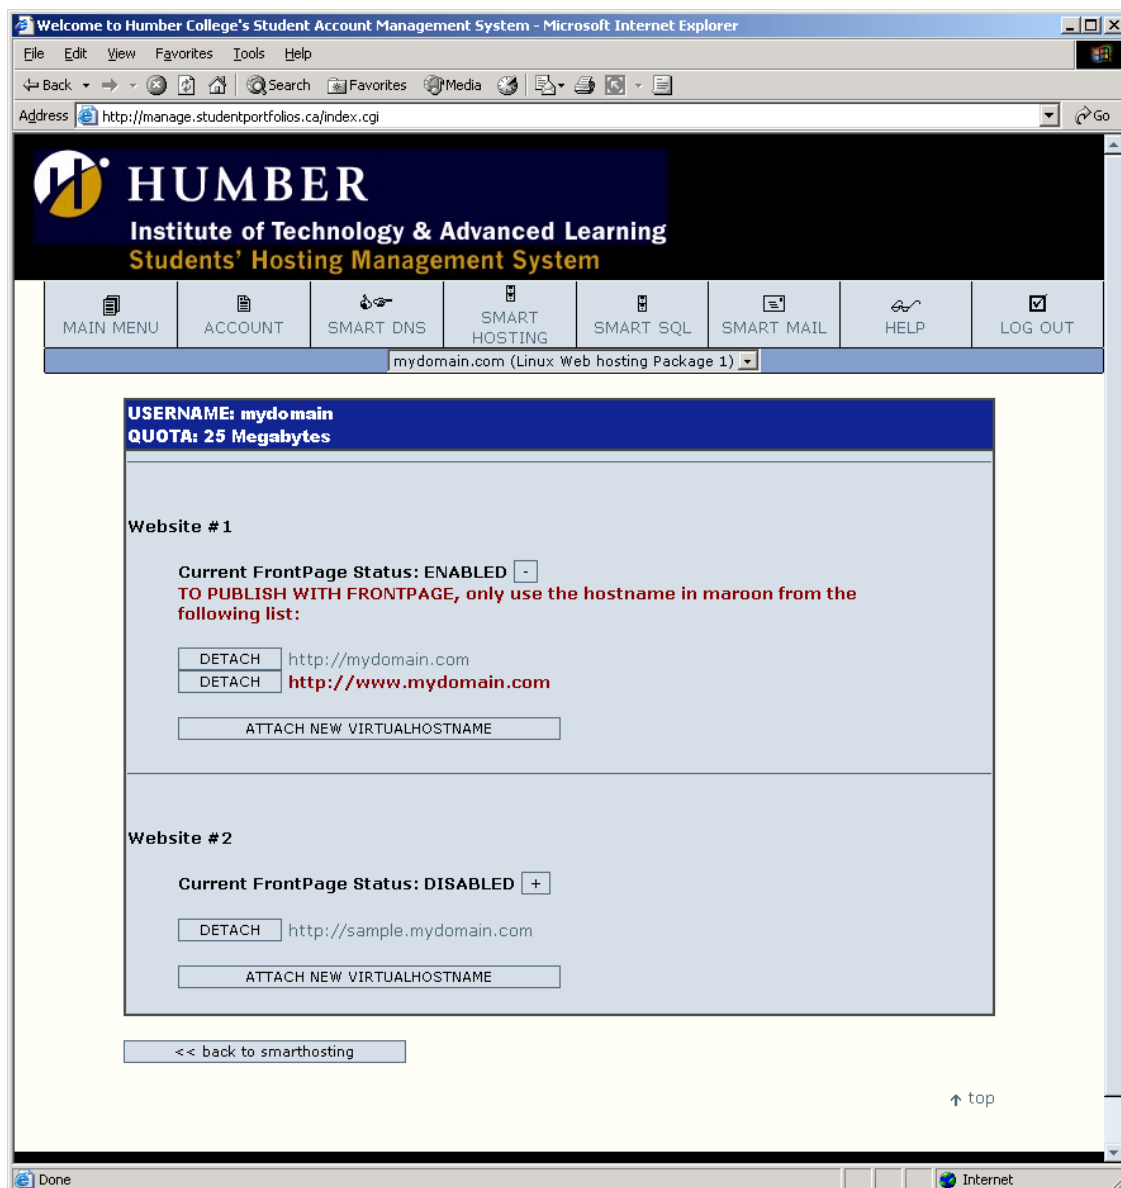 Welcome to Humber College's Student Account Management System - Microsoft Internet Explorer
File Edit View Favorites Tools Help
Back Search Favorites Media
Address http://manage.studentportfolios.ca/index.cgi Go
HUMBER
Institute of Technology & Advanced Learning
Students' Hosting Management System
MAIN MENU ACCOUNT SMART DNS SMART HOSTING SMART SQL SMART MAIL HELP LOG OUT
mydomain.com (Linux Web hosting Package 1)
USERNAME: mydomain
QUOTA: 25 Megabytes
Website #1
Current FrontPage Status: ENABLED -
TO PUBLISH WITH FRONTPAGE, only use the hostname in maroon from the
following list:
DETACH http://mydomain.com
DETACH http://www.mydomain.com
ATTACH NEW VIRTUALHOSTNAME
Website #2
Current FrontPage Status: DISABLED +
DETACH http://sample.mydomain.com
ATTACH NEW VIRTUALHOSTNAME
<< back to smarthosting
top
Done Internet